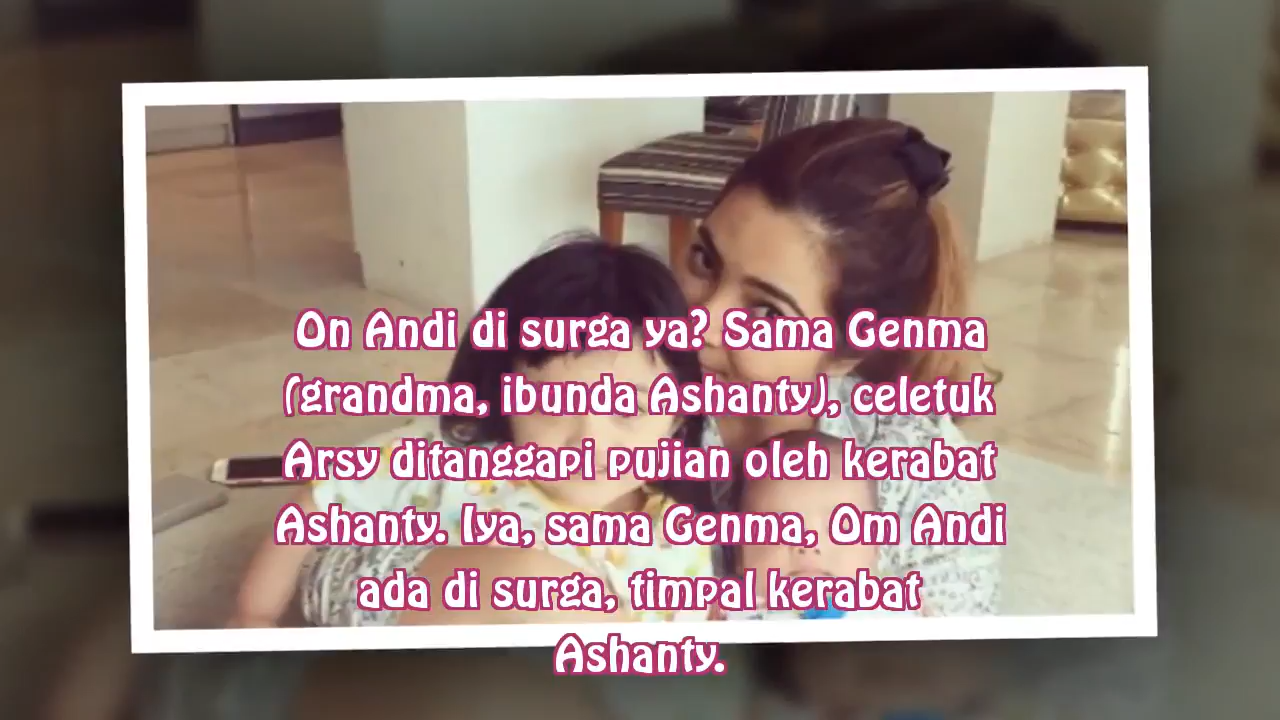 On Andi di surga ya? Sama Genma
(grandma, ibunda Ashanty), celetuk
Arsy ditanggapi pujian oleh kerabat
Ashanty. Iya, sama Genma, Om Andi
ada di surga, timpal kerabat
Ashanty.